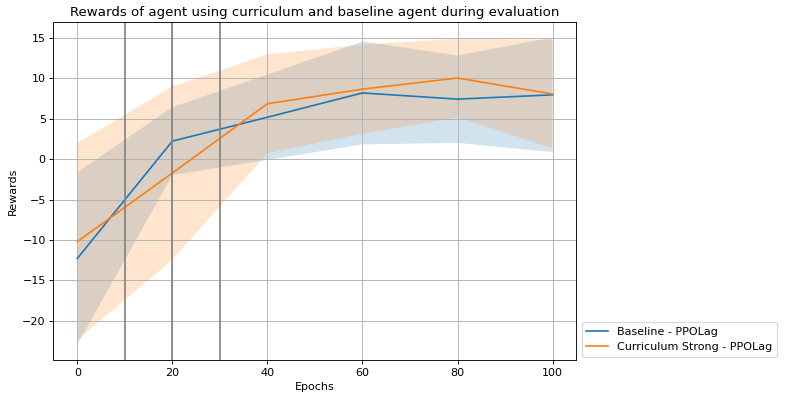 Rewards of agent using curriculum and baseline agent during evaluation
15
10
5
0
−5
−10
−15
−20
Rewards
0 20 40 60 80 100
Epochs
Baseline - PPOLag
Curriculum Strong - PPOLag